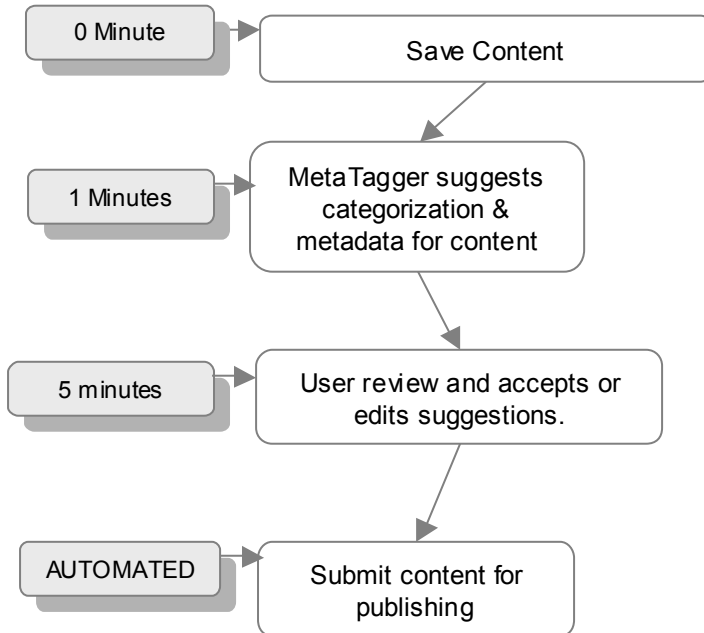 0 Minute
Save Content
1 Minutes
MetaTagger suggests
categorization &
metadata for content
5 minutes
User review and accepts or
edits suggestions.
AUTOMATED
Submit content for
publishing